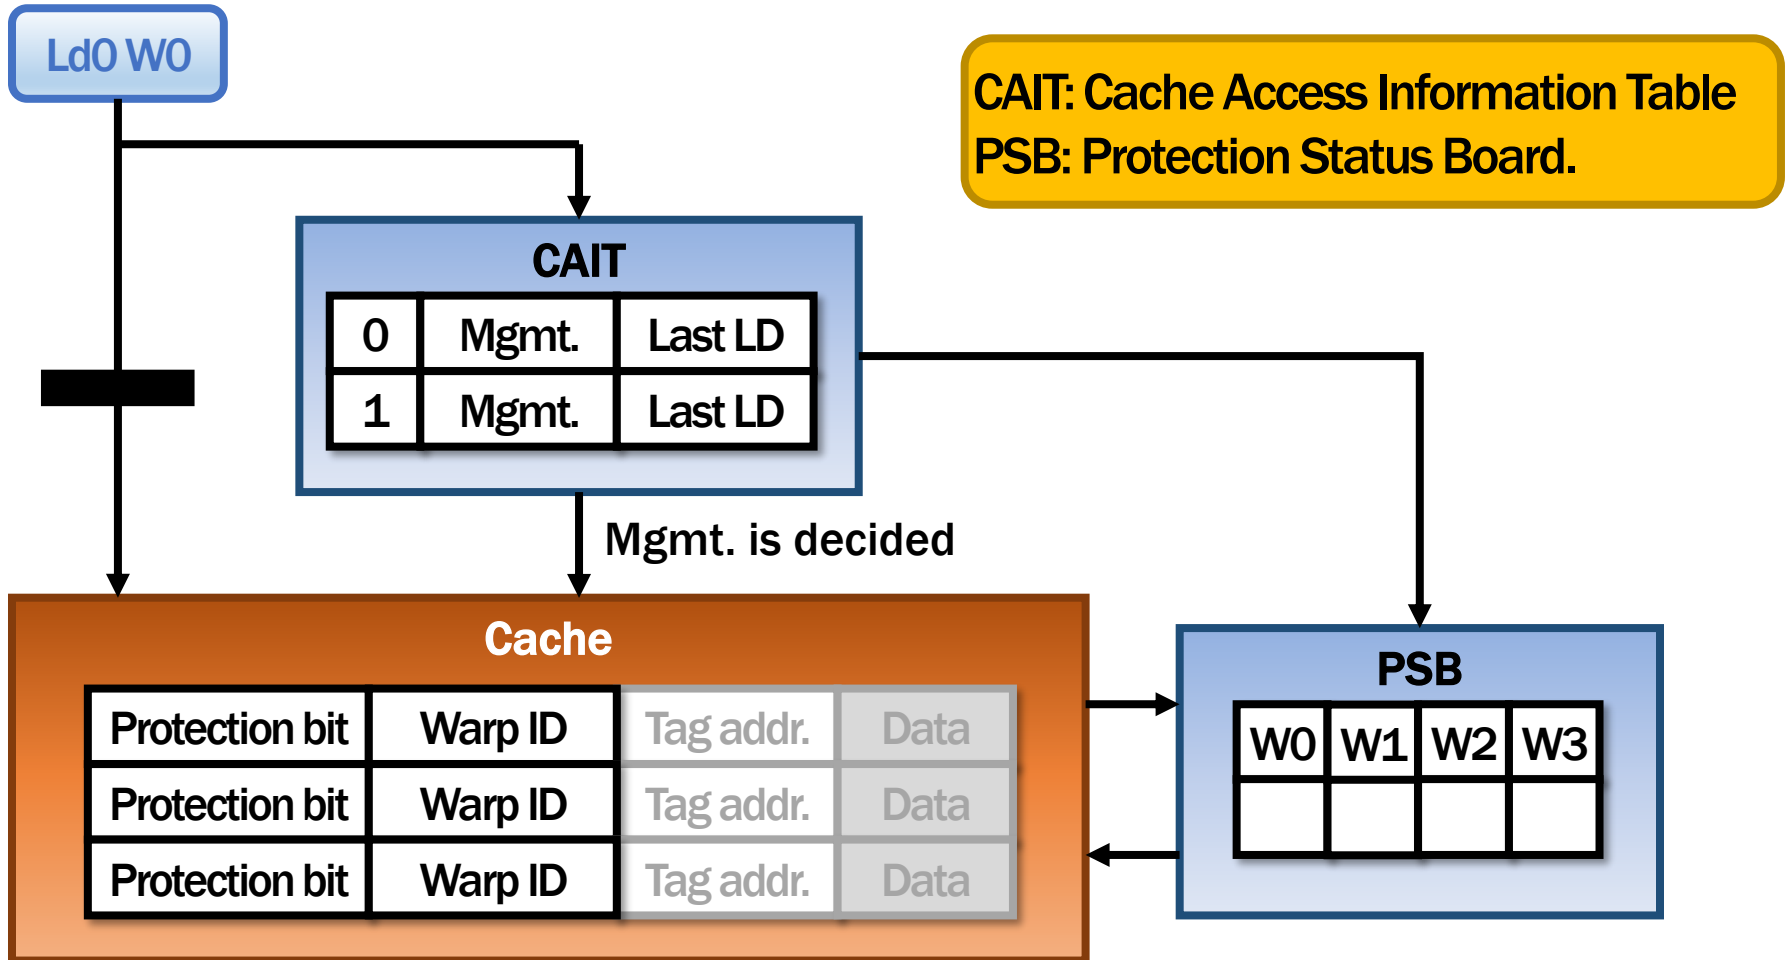 Ld0 W0
CAIT: Cache Access Information Table
PSB: Protection Status Board.
CAIT
0 Mgmt. Last LD
1 Mgmt. Last LD
Mgmt. is decided
Cache
Protection bit Warp ID Tag addr. Data
Protection bit Warp ID Tag addr. Data
Protection bit Warp ID Tag addr. Data
PSB
W0 W1 W2 W3